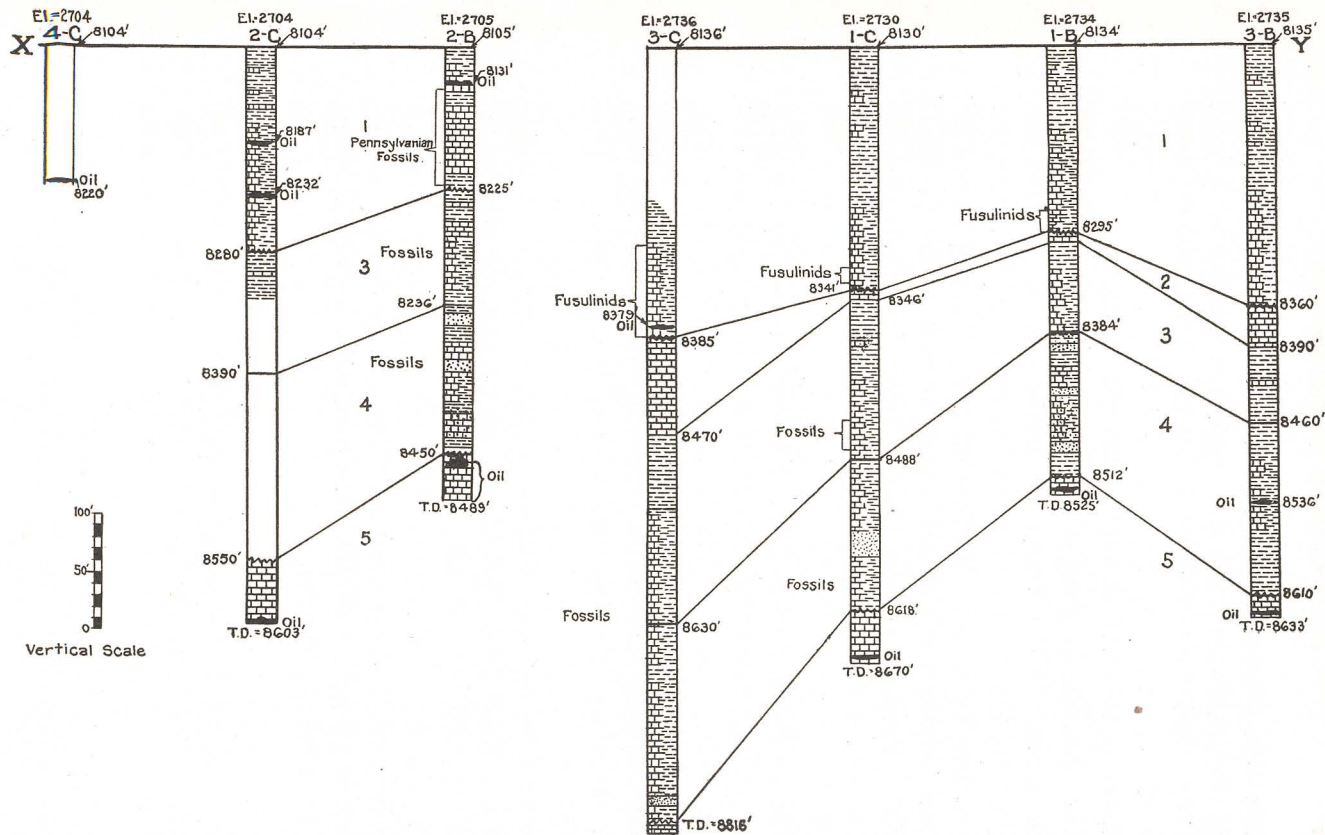 X
El.=2704
4-C
8104'
Oil
8220'
El.=2704
2-C
8104'
8187'
Oil
8232'
Oil
8280'
8390'
8550'
Oil
T.D.=8603'
El.=2705
2-B
8105'
8131'
Oil
1
Pennsylvanian
Fossils
8225'
3
Fossils
8236'
Fossils
4
8450'
Oil
T.D.=8489'
5
100'
50'
0
Vertical Scale
El.=2736
3-C
8136'
Fusulinids
8379
Oil
8385'
8470'
Fossils
8630'
El.=2730
1-C
8130'
Fusulinids
8341'
8346'
Fossils
8488'
Fossils
8618'
Oil
T.D.=8670'
El.=2734
1-B
8134'
Fusulinids
8295'
8384'
8512'
Oil
T.D.8525'
El.=2735
3-B
8135'
Y
1
2
8360'
8390'
3
4
8460'
Oil
8536'
5
8610'
Oil
T.D.=8633'